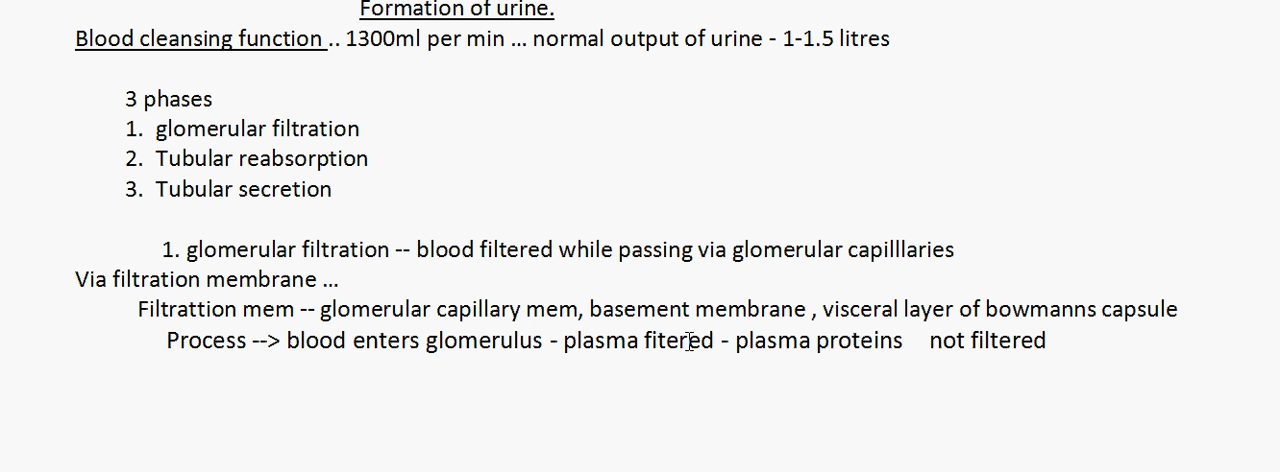 Formation of urine.
Blood cleansing function .. 1300ml per min ... normal output of urine - 1-1.5 litres
3 phases
1. glomerular filtration
2. Tubular reabsorption
3. Tubular secretion
1. glomerular filtration -- blood filtered while passing via glomerular capilllaries
Via filtration membrane ...
Filtrattion mem -- glomerular capillary mem, basement membrane , visceral layer of bowmanns capsule
Process --> blood enters glomerulus - plasma fitered - plasma proteins not filtered